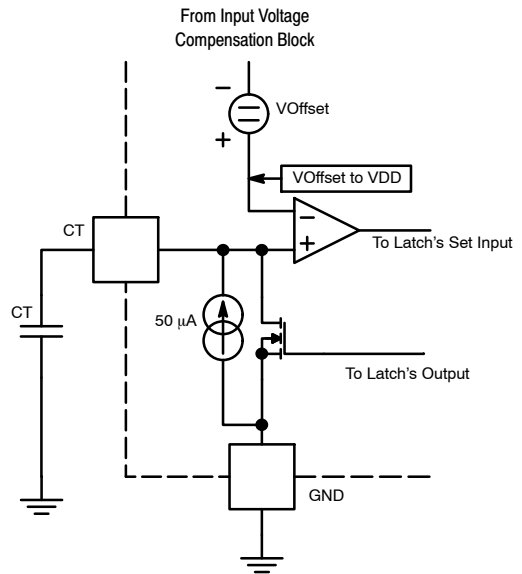 From Input Voltage
Compensation Block
−
VOffset
+
VOffset to VDD
CT
−
+
To Latch's Set Input
CT
50 μA
To Latch's Output
GND